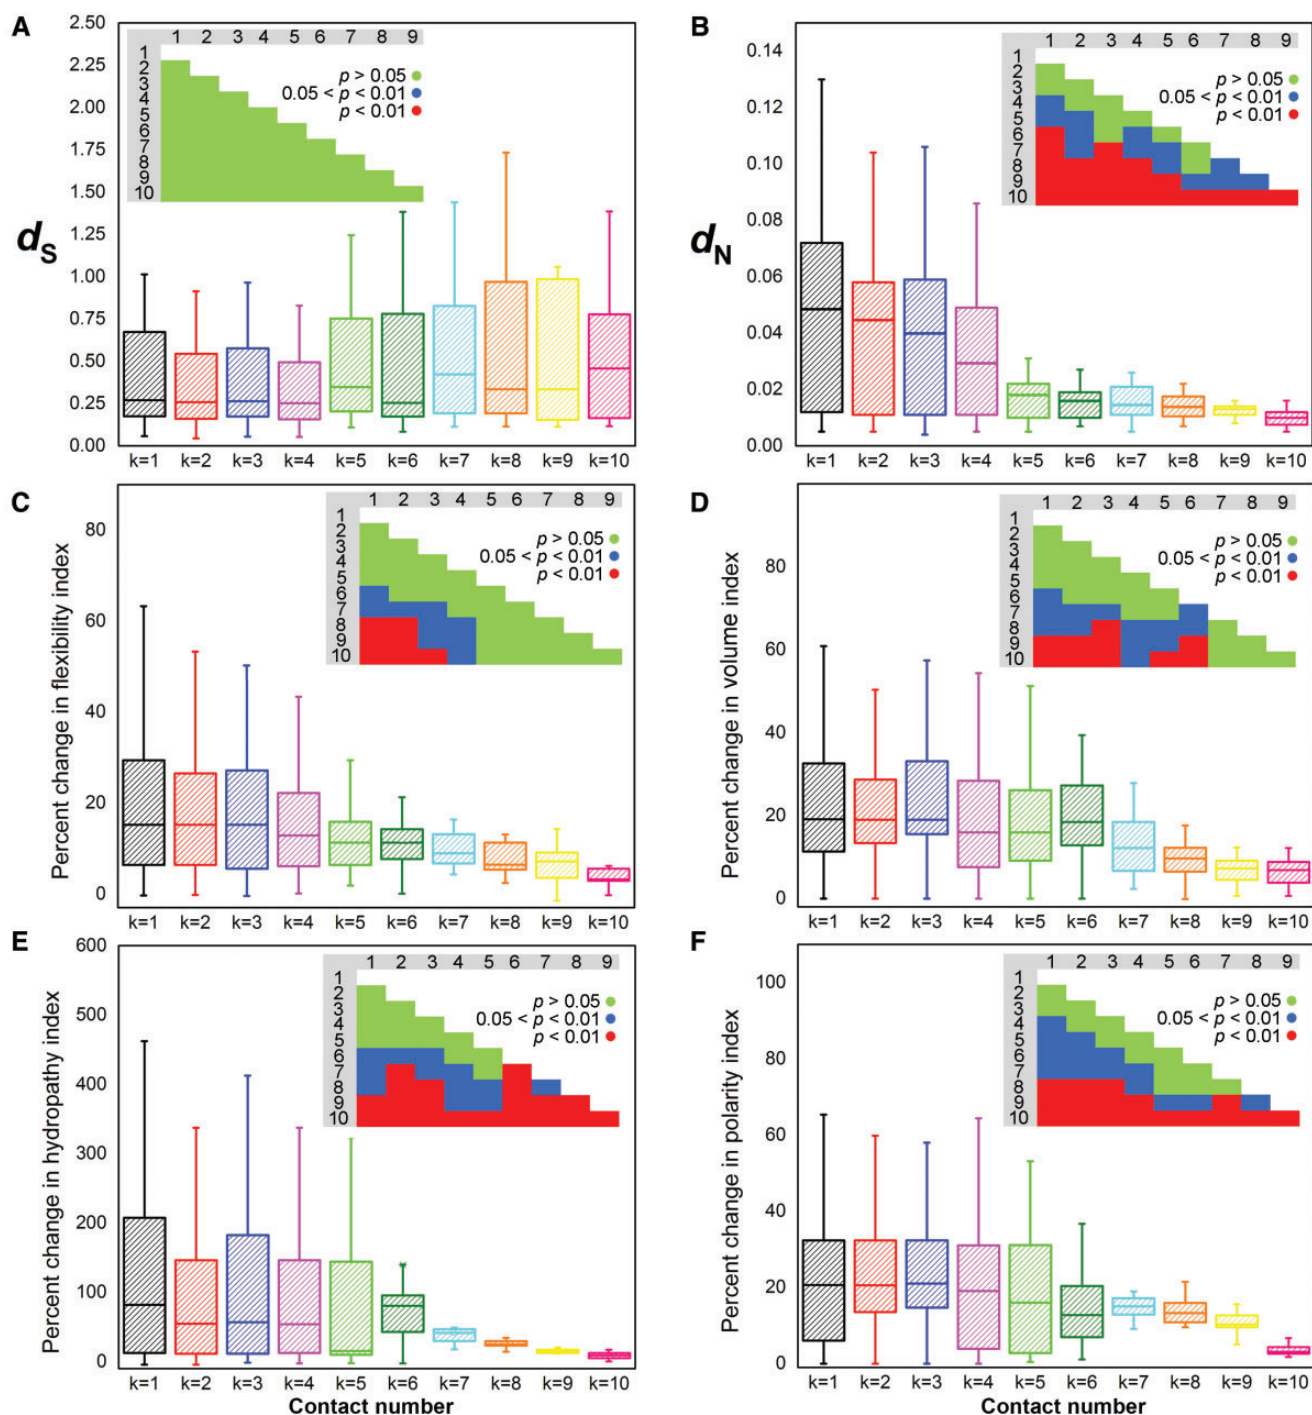 A
2.50
2.25
2.00
1.75
1.50
1.25
1.00
0.75
0.50
0.25
0.00
dS
1 2 3 4 5 6 7 8 9
1
2
3
4
5
6
7
8
9
10
p > 0.05
0.05 < p < 0.01
p < 0.01
k=1 k=2 k=3 k=4 k=5 k=6 k=7 k=8 k=9 k=10
B
0.14
0.12
0.10
0.08
0.06
0.04
0.02
0.00
dN
1 2 3 4 5 6 7 8 9
1
2
3
4
5
6
7
8
9
10
p > 0.05
0.05 < p < 0.01
p < 0.01
k=1 k=2 k=3 k=4 k=5 k=6 k=7 k=8 k=9 k=10
C
80
60
40
20
0
Percent change in flexibility index
1 2 3 4 5 6 7 8 9
1
2
3
4
5
6
7
8
9
10
p > 0.05
0.05 < p < 0.01
p < 0.01
k=1 k=2 k=3 k=4 k=5 k=6 k=7 k=8 k=9 k=10
D
80
60
40
20
0
Percent change in volume index
1 2 3 4 5 6 7 8 9
1
2
3
4
5
6
7
8
9
10
p > 0.05
0.05 < p < 0.01
p < 0.01
k=1 k=2 k=3 k=4 k=5 k=6 k=7 k=8 k=9 k=10
E
600
500
400
300
200
100
0
Percent change in hydropathy index
1 2 3 4 5 6 7 8 9
1
2
3
4
5
6
7
8
9
10
p > 0.05
0.05 < p < 0.01
p < 0.01
k=1 k=2 k=3 k=4 k=5 k=6 k=7 k=8 k=9 k=10
Contact number
F
100
80
60
40
20
0
Percent change in polarity index
1 2 3 4 5 6 7 8 9
1
2
3
4
5
6
7
8
9
10
p > 0.05
0.05 < p < 0.01
p < 0.01
k=1 k=2 k=3 k=4 k=5 k=6 k=7 k=8 k=9 k=10
Contact number